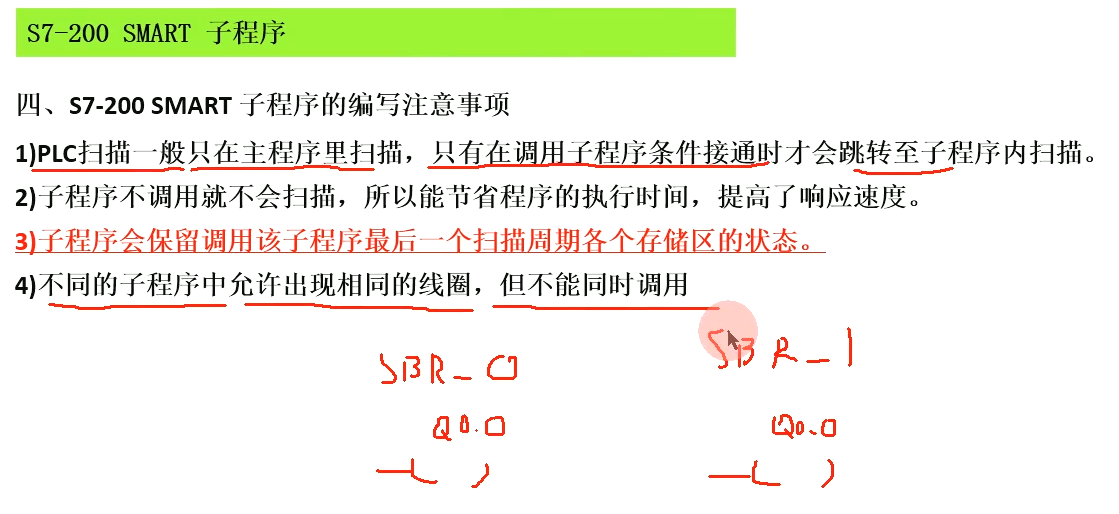 S7-200 SMART 子程序
四、S7-200 SMART 子程序的编写注意事项
1)PLC扫描一般只在主程序里扫描，只有在调用子程序条件接通时才会跳转至子程序内扫描。
2)子程序不调用就不会扫描，所以能节省程序的执行时间，提高了响应速度。
3)子程序会保留调用该子程序最后一个扫描周期各个存储区的状态。
4)不同的子程序中允许出现相同的线圈，但不能同时调用
SBR_0 SBR_1
Q0.0 Q0.0
—( ) —( )